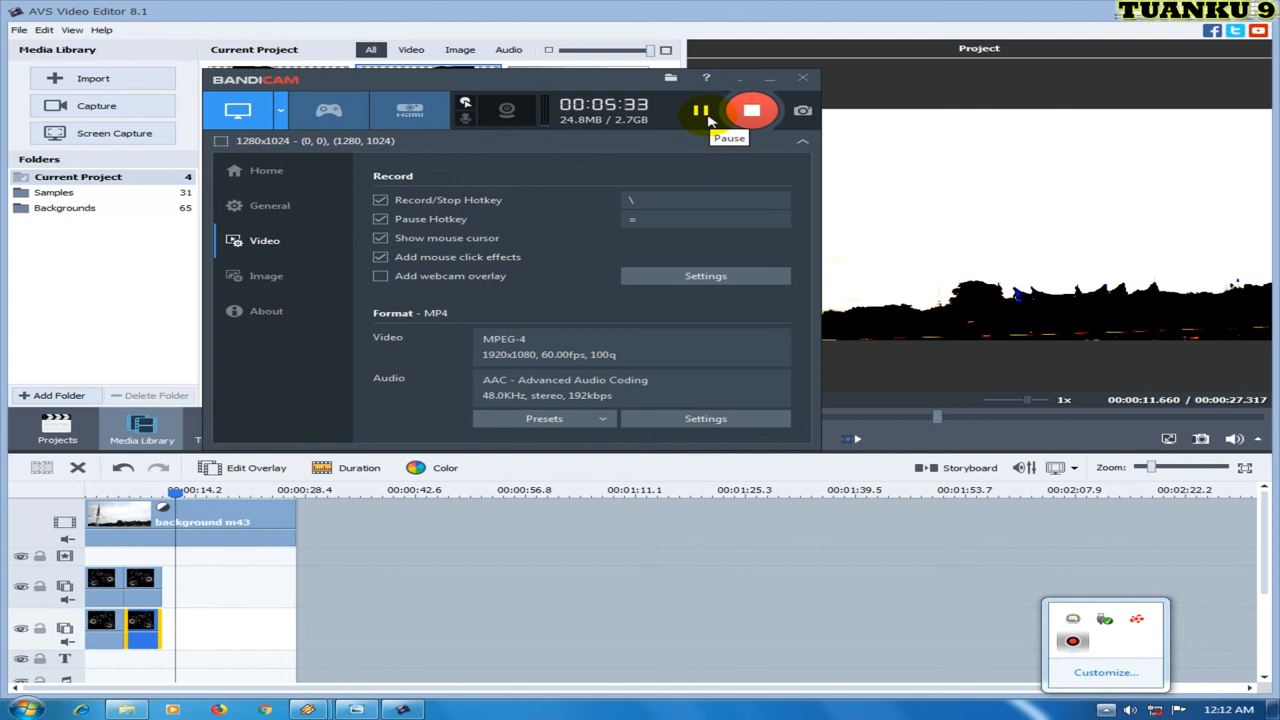 AVS Video Editor 8.1
TUANKU 9
File Edit View Help
Media Library
Current Project
All
Video
Image
Audio
Project
Import
Capture
Screen Capture
Folders
Current Project 4
Samples 31
Backgrounds 65
Add Folder
Delete Folder
Projects
Media Library
T
BANDICAM
HDMI
00:05:33
24.8MB / 2.7GB
Pause
1280x1024 - (0, 0), (1280, 1024)
Home
General
Video
Image
About
Record
Record/Stop Hotkey \
Pause Hotkey =
Show mouse cursor
Add mouse click effects
Add webcam overlay
Settings
Format - MP4
Video
MPEG-4
1920x1080, 60.00fps, 100q
Audio
AAC - Advanced Audio Coding
48.0KHz, stereo, 192kbps
Presets
Settings
1x
00:00:11.660 / 00:00:27.317
Edit Overlay
Duration
Color
Storyboard
Zoom:
00:00:14.2 00:00:28.4 00:00:42.6 00:00:56.8 00:01:11.1 00:01:25.3 00:01:39.5 00:01:53.7 00:02:07.9 00:02:22.2
background m43
T
Customize...
12:12 AM